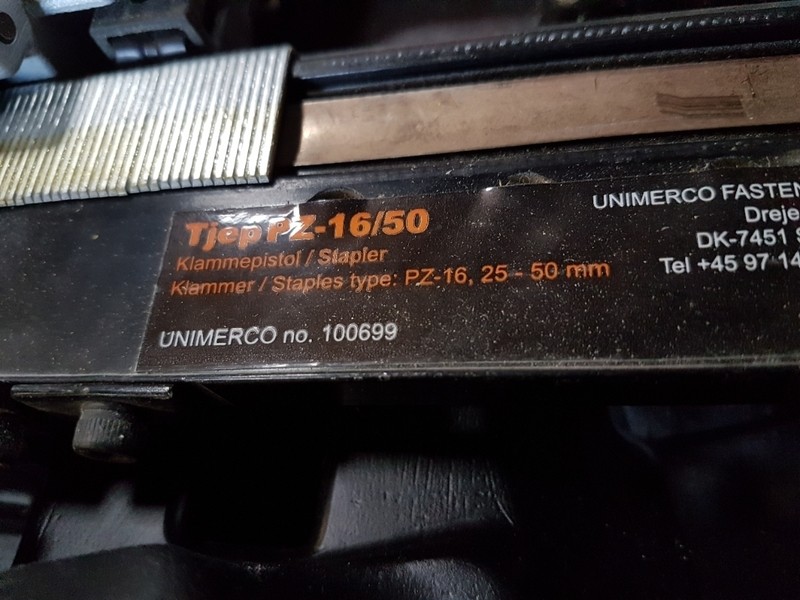 Tjep PZ-16/50
Klammepistol / Stapler
Klammer / Staples type: PZ-16, 25 - 50 mm
UNIMERCO no. 100699
UNIMERCO FASTEN
Dreje
DK-7451 S
Tel +45 97 14